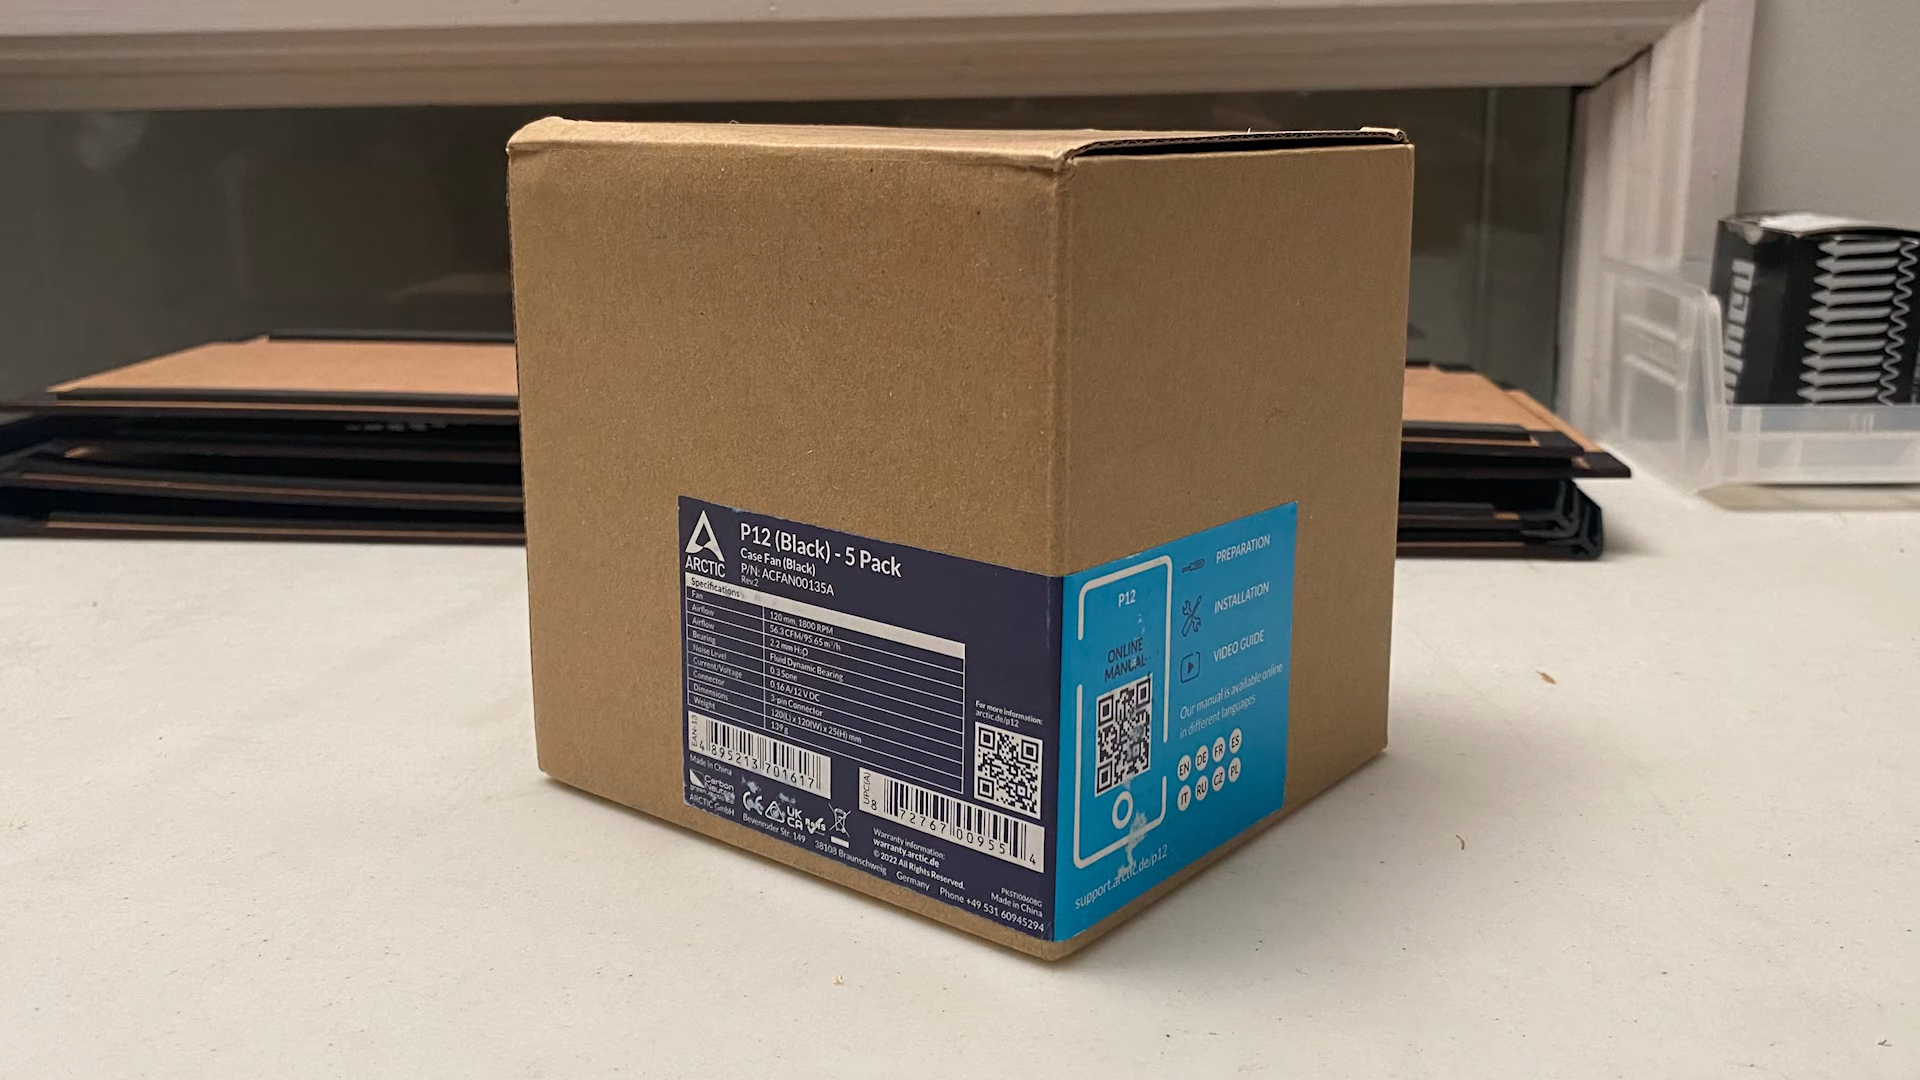 ARCTIC
P12 (Black) - 5 Pack
Case Fan (Black)
P/N: ACFAN00135A
Rev.2
Specifications
Fan 120 mm, 1800 RPM
Airflow 56.3 CFM/95.65 m³/h
Airflow 2.2 mm H₂O
Bearing Fluid Dynamic Bearing
Noise Level 0.3 Sone
Current/Voltage 0.16 A/12 V DC
Connector 3-pin Connector
Dimensions 120(L) x 120(W) x 25(H) mm
Weight 139 g
EAN-13
4 895213 701617
For more information:
arctic.de/p12
UPC(A)
8 72767 00955 4
Made in China
Carbon
Neutral
ARCTIC GmbH
CE
UK
CA
RoHS
Bevenroder Str. 149
38108 Braunschweig
Germany
Phone +49 531 60945294
Warranty information:
warranty.arctic.de
© 2022 All Rights Reserved.
Made in China
P12
ONLINE
MANUAL
PREPARATION
INSTALLATION
VIDEO GUIDE
Our manual is available online
in different languages
EN DE FR ES
IT RU CZ PL
support.arctic.de/p12